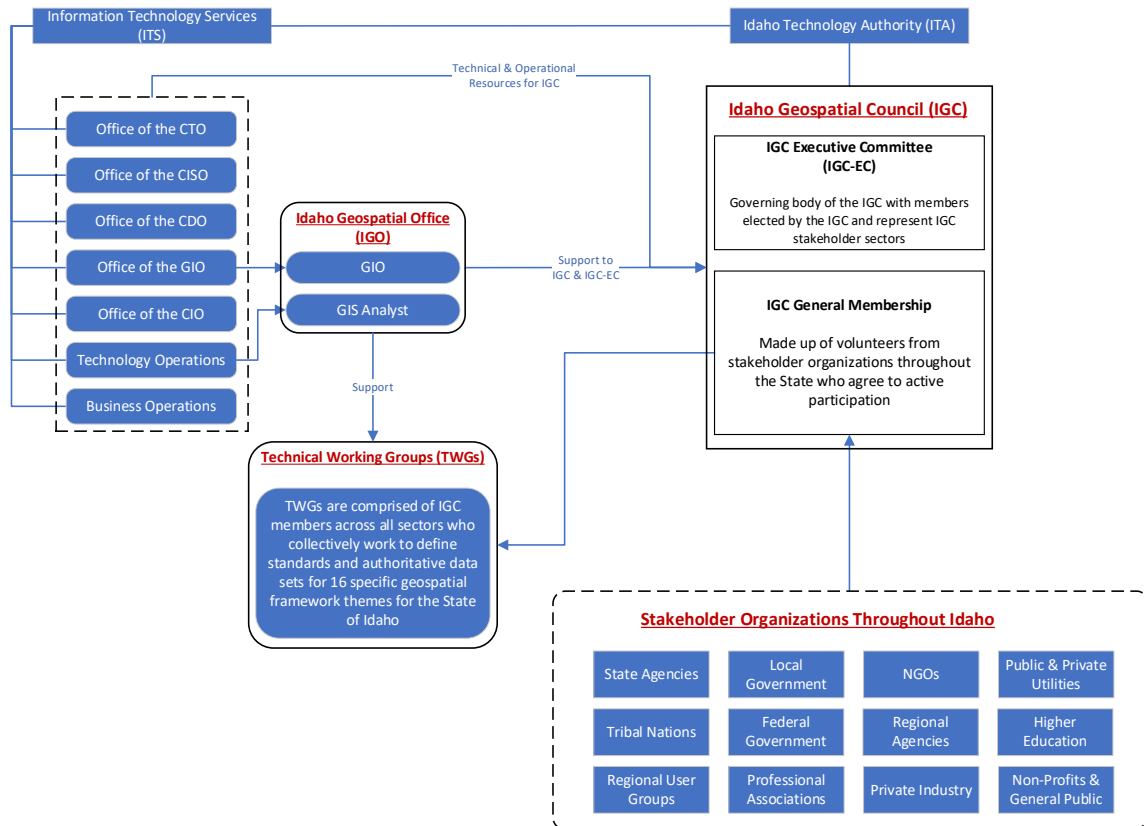 Information Technology Services
(ITS)
Idaho Technology Authority (ITA)
Technical & Operational
Resources for IGC
Office of the CTO
Office of the CISO
Office of the CDO
Office of the GIO
Office of the CIO
Technology Operations
Business Operations
Idaho Geospatial Office
(IGO)
GIO
GIS Analyst
Support to
IGC & IGC-EC
Support
Idaho Geospatial Council (IGC)
IGC Executive Committee
(IGC-EC)
Governing body of the IGC with members
elected by the IGC and represent IGC
stakeholder sectors
IGC General Membership
Made up of volunteers from
stakeholder organizations throughout
the State who agree to active
participation
Technical Working Groups (TWGs)
TWGs are comprised of IGC
members across all sectors who
collectively work to define
standards and authoritative data
sets for 16 specific geospatial
framework themes for the State
of Idaho
Stakeholder Organizations Throughout Idaho
State Agencies
Local
Government
NGOs
Public & Private
Utilities
Tribal Nations
Federal
Government
Regional
Agencies
Higher
Education
Regional User
Groups
Professional
Associations
Private Industry
Non-Profits &
General Public